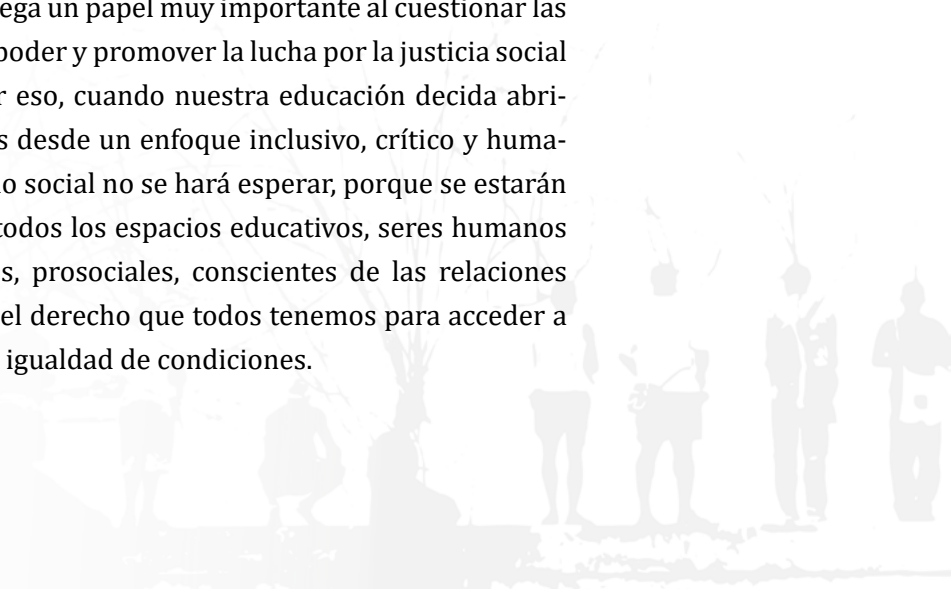 ega un papel muy importante al cuestionar las
poder y promover la lucha por la justicia social
r eso, cuando nuestra educación decida abri-
s desde un enfoque inclusivo, crítico y huma-
o social no se hará esperar, porque se estarán
todos los espacios educativos, seres humanos
s, prosociales, conscientes de las relaciones
el derecho que todos tenemos para acceder a
igualdad de condiciones.